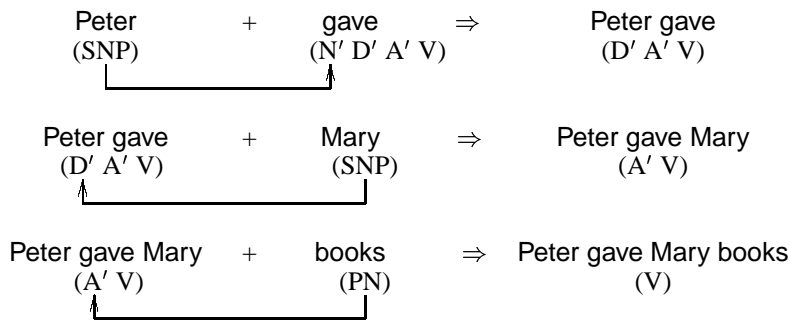 Peter + gave ⇒ Peter gave
(SNP) (N′ D′ A′ V) (D′ A′ V)
Peter gave + Mary ⇒ Peter gave Mary
(D′ A′ V) (SNP) (A′ V)
Peter gave Mary + books ⇒ Peter gave Mary books
(A′ V) (PN) (V)